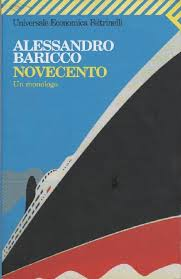 Universale Economica Feltrinelli
ALESSANDRO
BARICCO
NOVECENTO
Un monologo